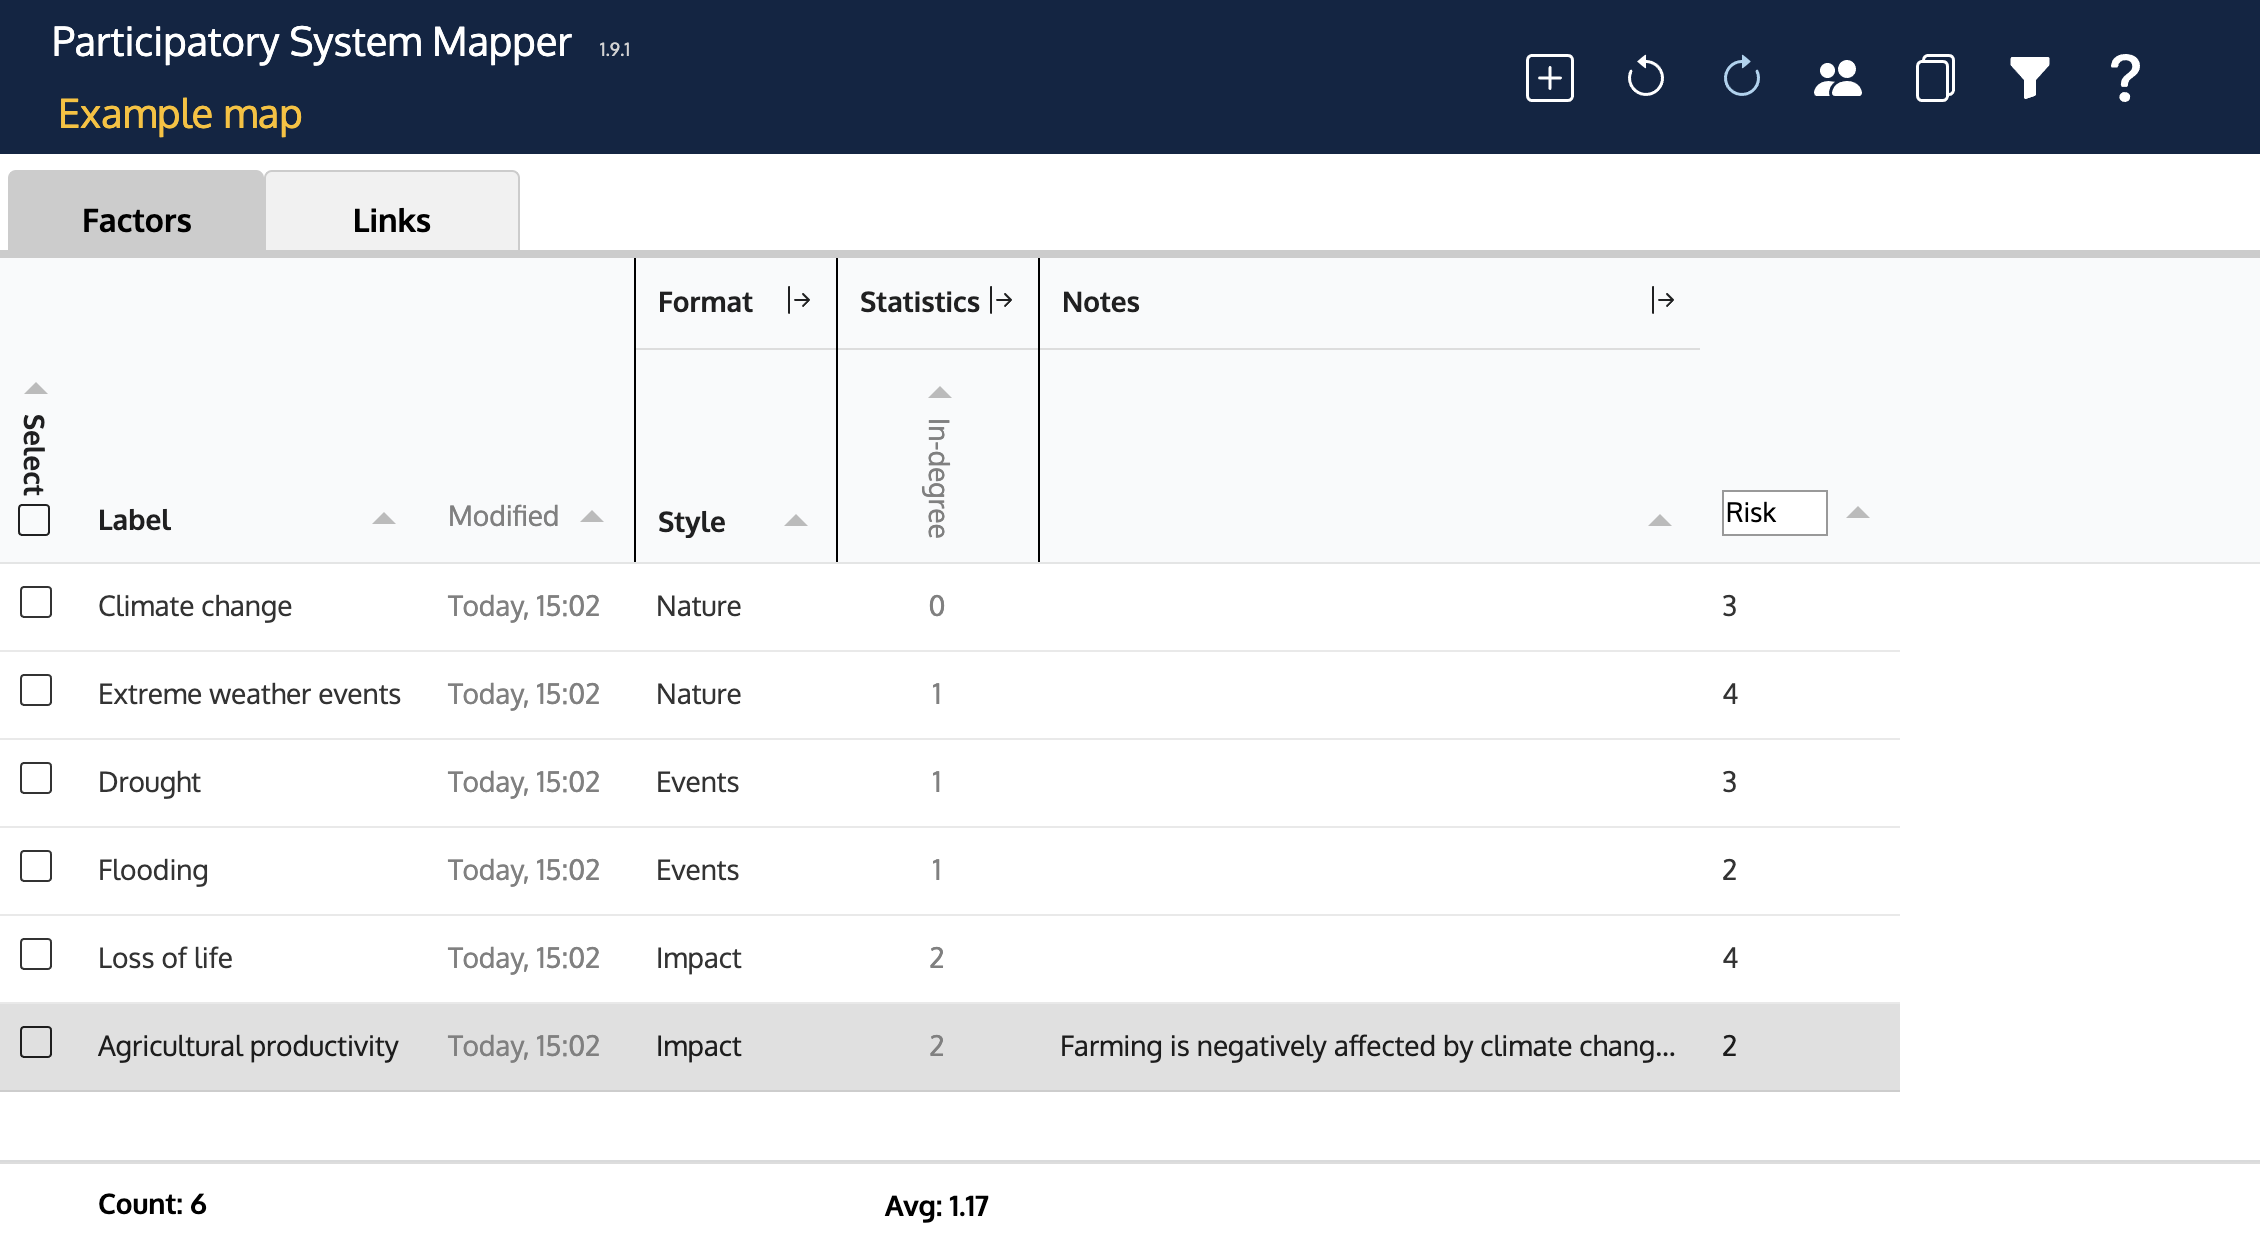 Participatory System Mapper 1.9.1
Example map
Factors Links
Format Statistics Notes
Select Label Modified Style In-degree Risk
Climate change Today, 15:02 Nature 0 3
Extreme weather events Today, 15:02 Nature 1 4
Drought Today, 15:02 Events 1 3
Flooding Today, 15:02 Events 1 2
Loss of life Today, 15:02 Impact 2 4
Agricultural productivity Today, 15:02 Impact 2 Farming is negatively affected by climate chang... 2
Count: 6 Avg: 1.17